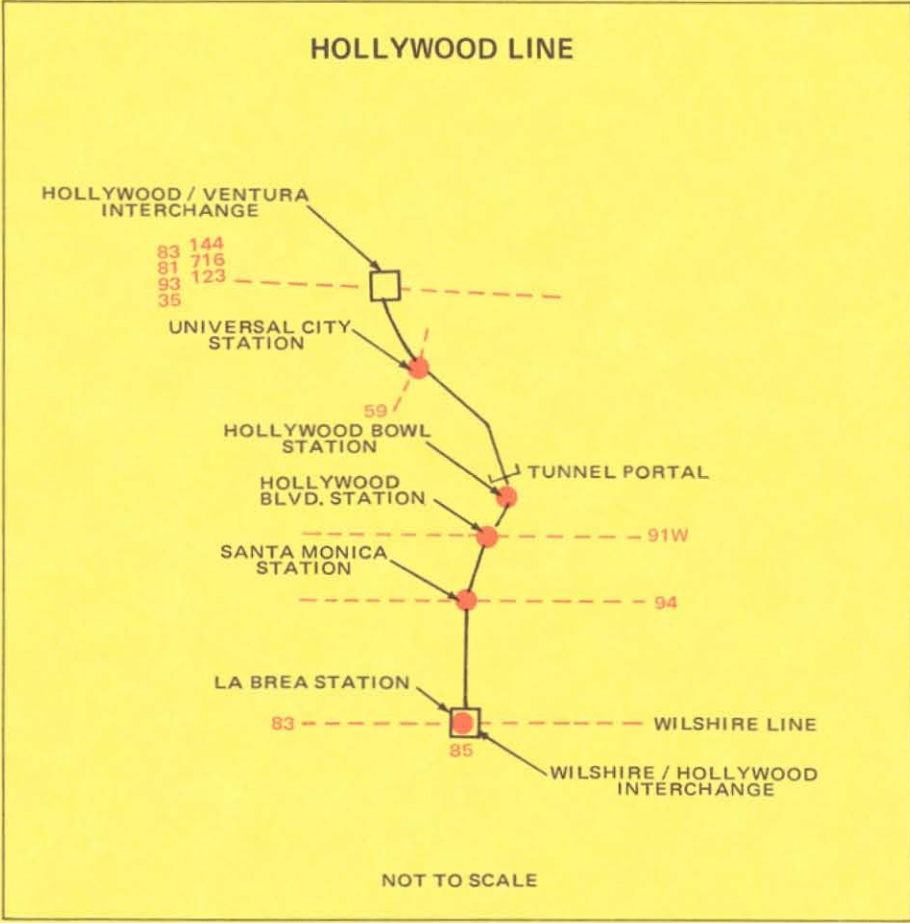 HOLLYWOOD LINE
HOLLYWOOD / VENTURA
INTERCHANGE
83 144
81 716
93 123
35
UNIVERSAL CITY
STATION
59
HOLLYWOOD BOWL
STATION
TUNNEL PORTAL
HOLLYWOOD
BLVD. STATION
91W
SANTA MONICA
STATION
94
LA BREA STATION
83
WILSHIRE LINE
85
WILSHIRE / HOLLYWOOD
INTERCHANGE
NOT TO SCALE